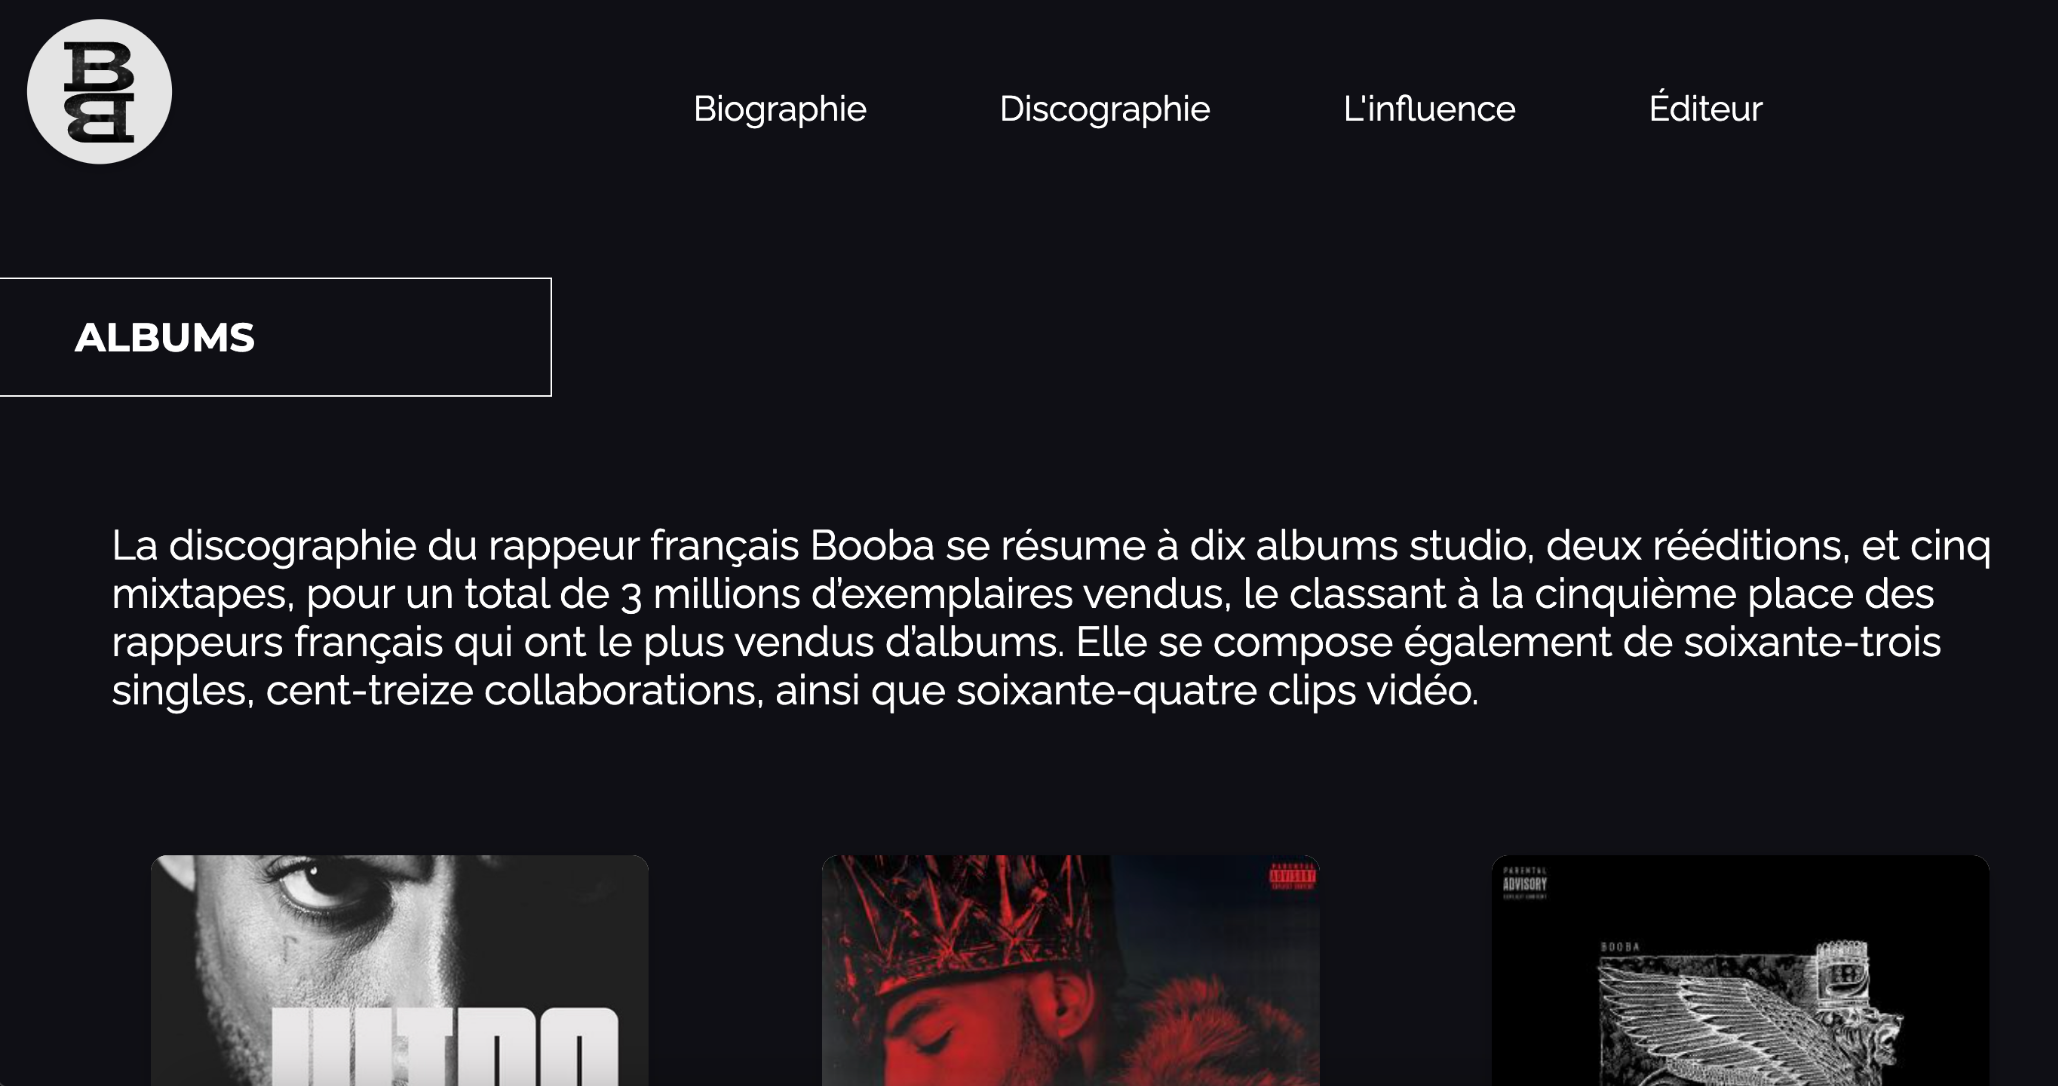 B
B
Biographie Discographie L'influence Éditeur
ALBUMS
La discographie du rappeur français Booba se résume à dix albums studio, deux rééditions, et cinq
mixtapes, pour un total de 3 millions d’exemplaires vendus, le classant à la cinquième place des
rappeurs français qui ont le plus vendus d’albums. Elle se compose également de soixante-trois
singles, cent-treize collaborations, ainsi que soixante-quatre clips vidéo.
PARENTAL
ADVISORY
PARENTAL
ADVISORY
BOOBA